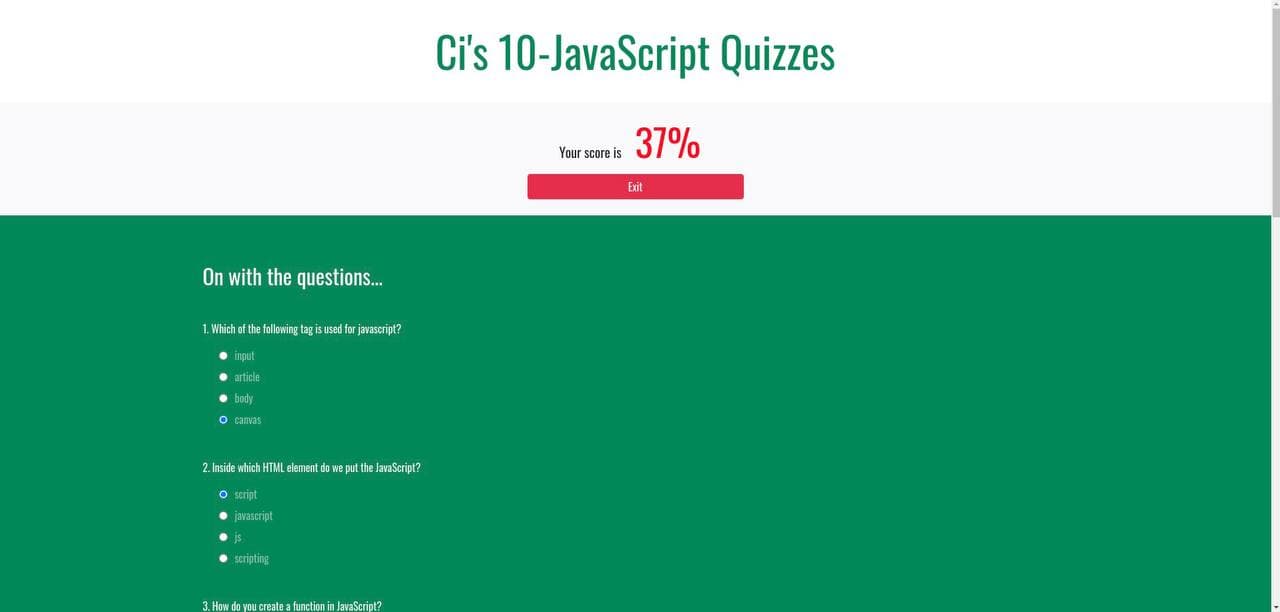 Ci's 10-JavaScript Quizzes
Your score is 37%
Exit
On with the questions...
1. Which of the following tag is used for javascript?
input
article
body
canvas
2. Inside which HTML element do we put the JavaScript?
script
javascript
js
scripting
3. How do you create a function in JavaScript?